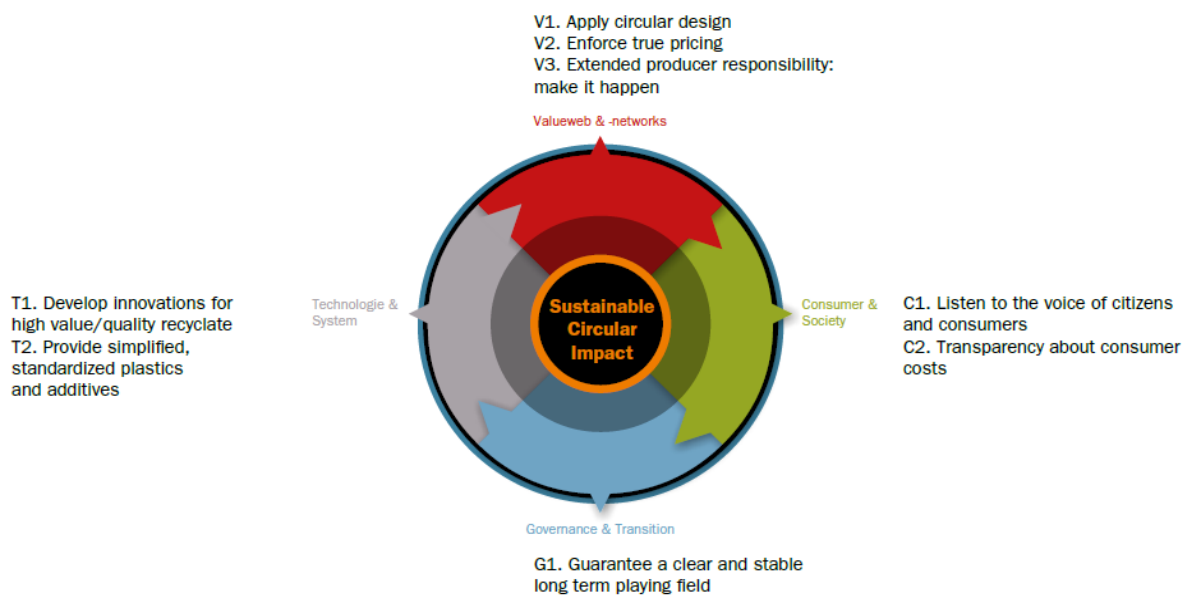 V1. Apply circular design
V2. Enforce true pricing
V3. Extended producer responsibility:
make it happen
Valueweb & -networks
T1. Develop innovations for
high value/quality recyclate
T2. Provide simplified,
standardized plastics
and additives
Technologie &
System
Sustainable
Circular
Impact
Consumer &
Society
C1. Listen to the voice of citizens
and consumers
C2. Transparency about consumer
costs
Governance & Transition
G1. Guarantee a clear and stable
long term playing field